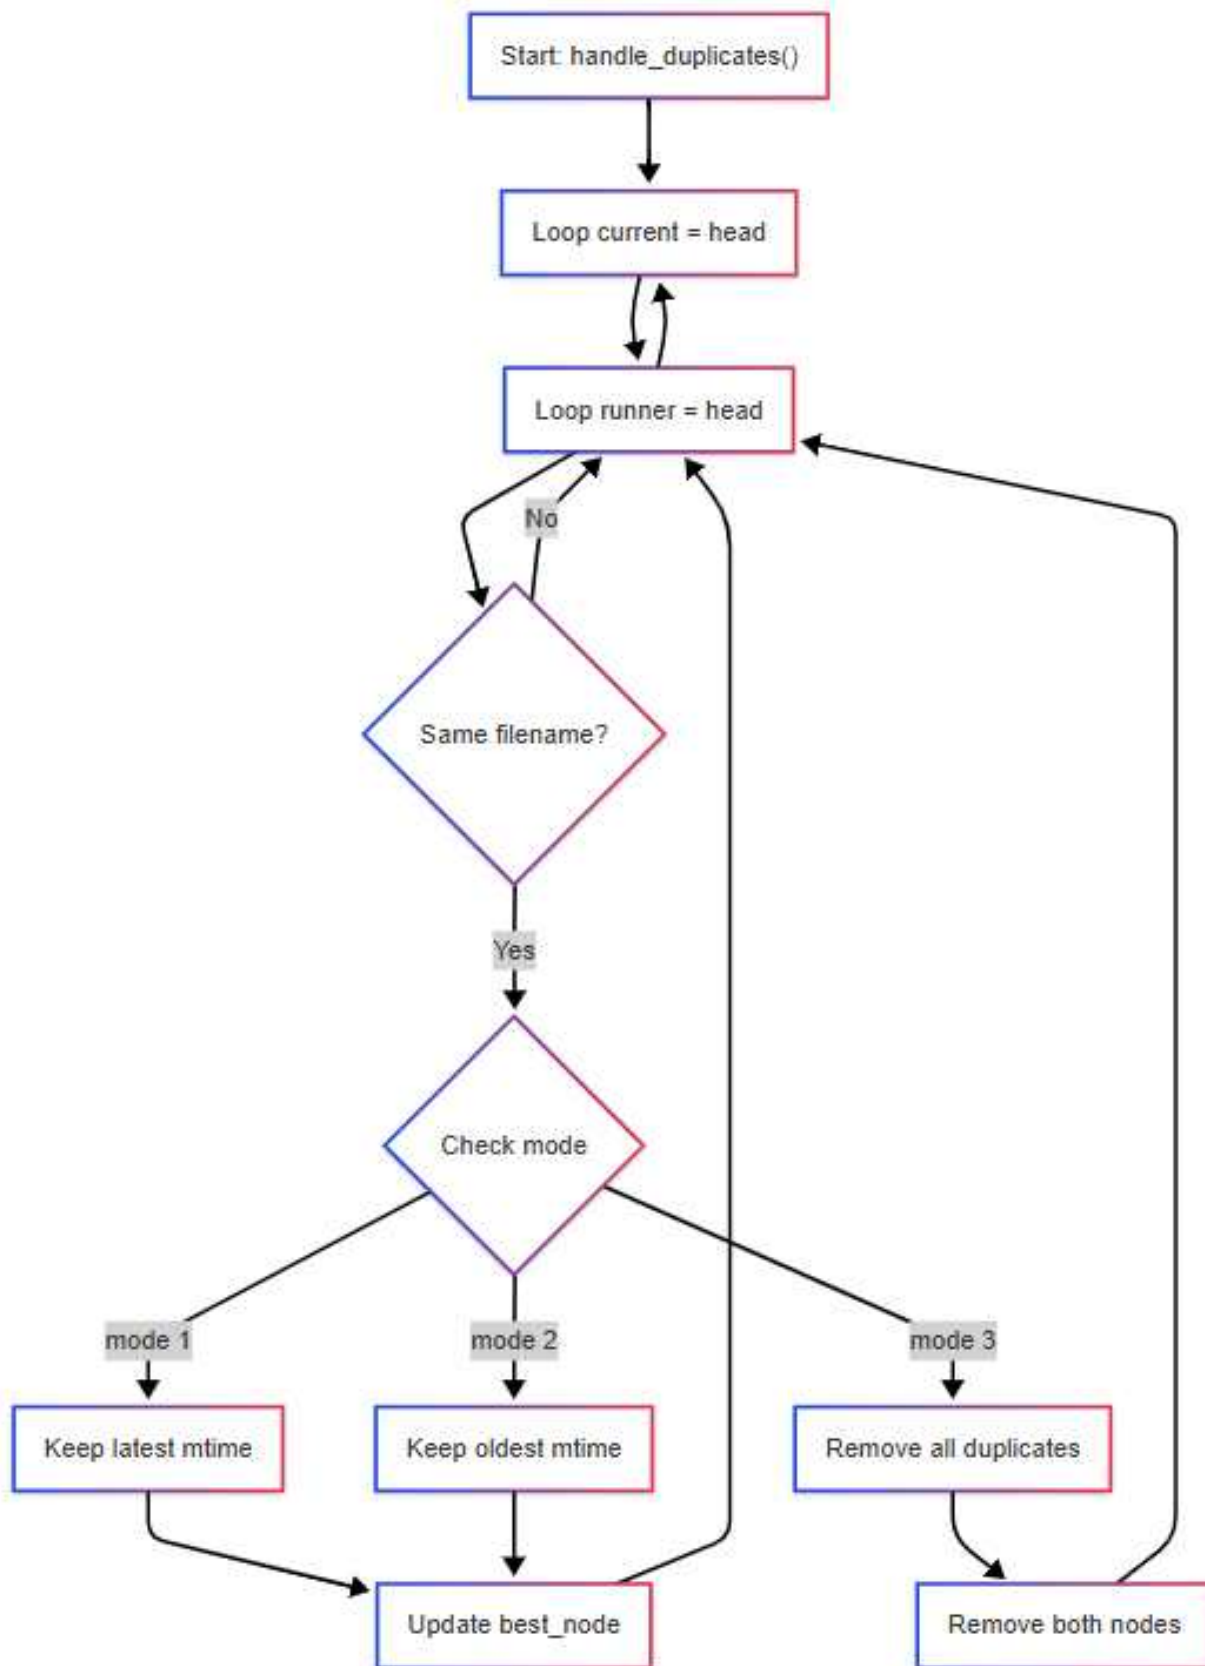 Start: handle_duplicates()
Loop current = head
Loop runner = head
No
Same filename?
Yes
Check mode
mode 1
mode 2
mode 3
Keep latest mtime
Keep oldest mtime
Remove all duplicates
Update best_node
Remove both nodes